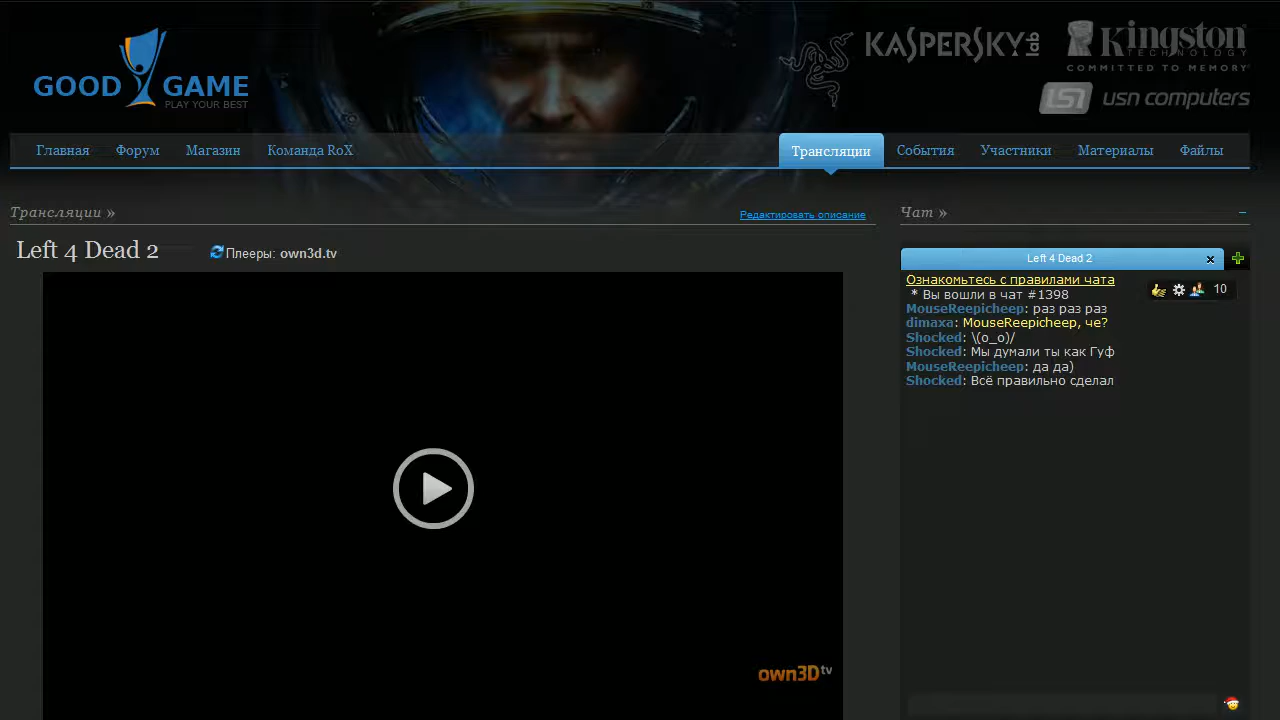 GOOD GAME
PLAY YOUR BEST
KASPERSKY lab
Kingston
TECHNOLOGY
COMMITTED TO MEMORY
usn computers
Главная Форум Магазин Команда RoX Трансляции События Участники Материалы Файлы
Трансляции »
Редактировать описание
Left 4 Dead 2
Плееры: own3d.tv
own3D tv
Чат »
Left 4 Dead 2
Ознакомьтесь с правилами чата
* Вы вошли в чат #1398
10
MouseReepicheep: раз раз раз
dimaxa: MouseReepicheep, че?
Shocked: \(o_o)/
Shocked: Мы думали ты как Гуф
MouseReepicheep: да да)
Shocked: Всё правильно сделал